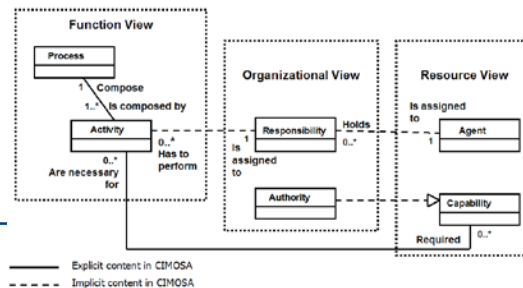 Function View
Process
1
Compose
1..*
Is composed by
Activity
0..*
Has to
perform
0..*
Are necessary
for
Organizational View
Responsibility
1
Is
assigned
to
Holds
0..*
Authority
Resource View
Is assigned
to
1
Agent
Capability
Required
0..*
Explicit content in CIMOSA
Implicit content in CIMOSA